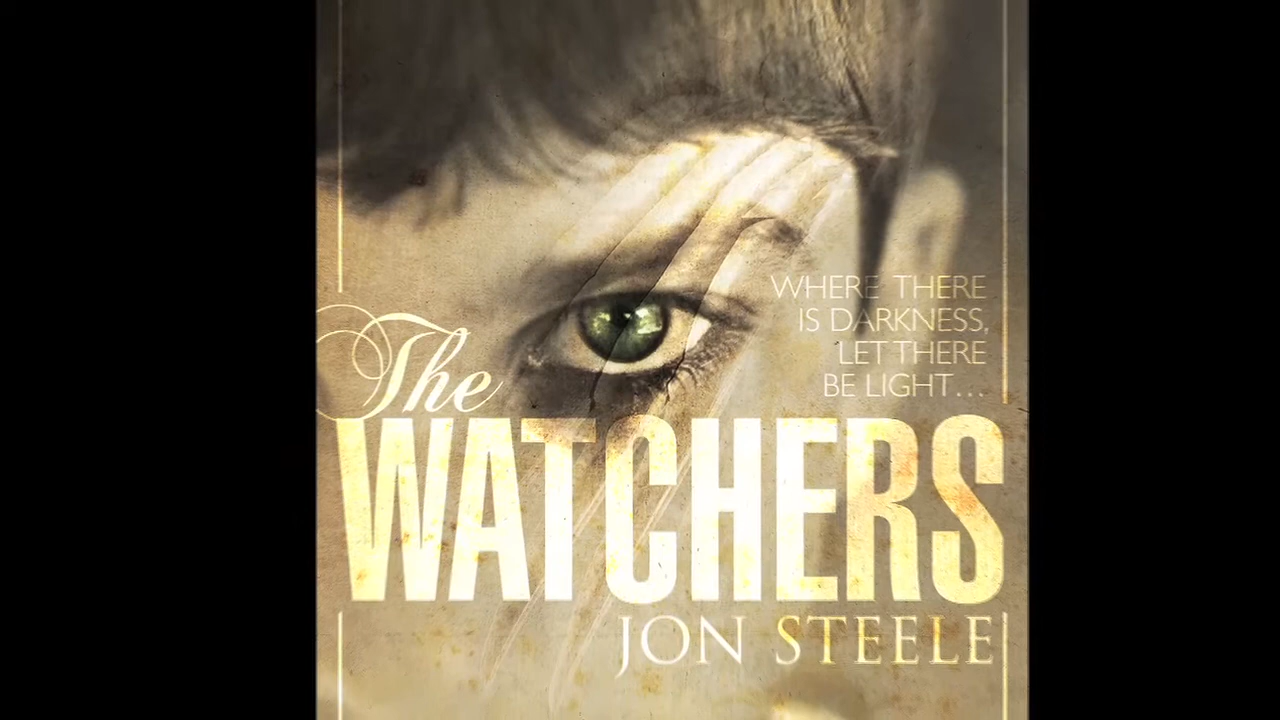 WHERE THERE
IS DARKNESS,
LET THERE
BE LIGHT...
The
WATCHERS
JON STEELE